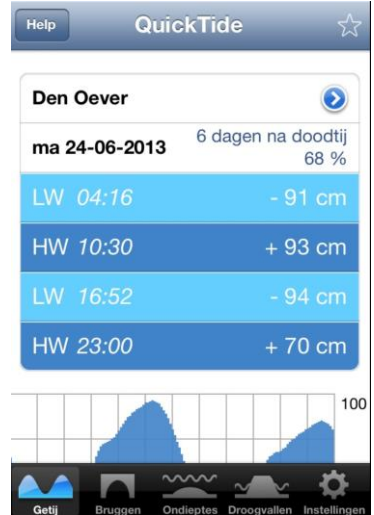 Help QuickTide
Den Oever
ma 24-06-2013 6 dagen na doodtij
68 %
LW 04:16 - 91 cm
HW 10:30 + 93 cm
LW 16:52 - 94 cm
HW 23:00 + 70 cm
100
Getij Bruggen Ondieptes Droogvallen Instellingen